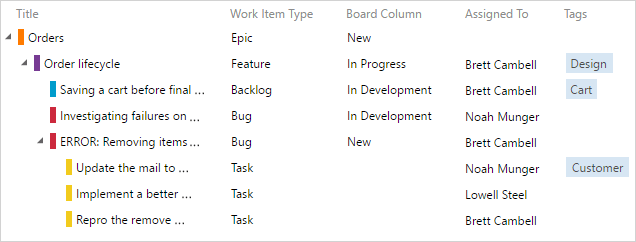 Title Work Item Type Board Column Assigned To Tags
Orders Epic New
Order lifecycle Feature In Progress Brett Cambell Design
Saving a cart before final ... Backlog In Development Brett Cambell Cart
Investigating failures on ... Bug In Development Noah Munger
ERROR: Removing items ... Bug New Brett Cambell
Update the mail to ... Task Noah Munger Customer
Implement a better ... Task Lowell Steel
Repro the remove ... Task Brett Cambell